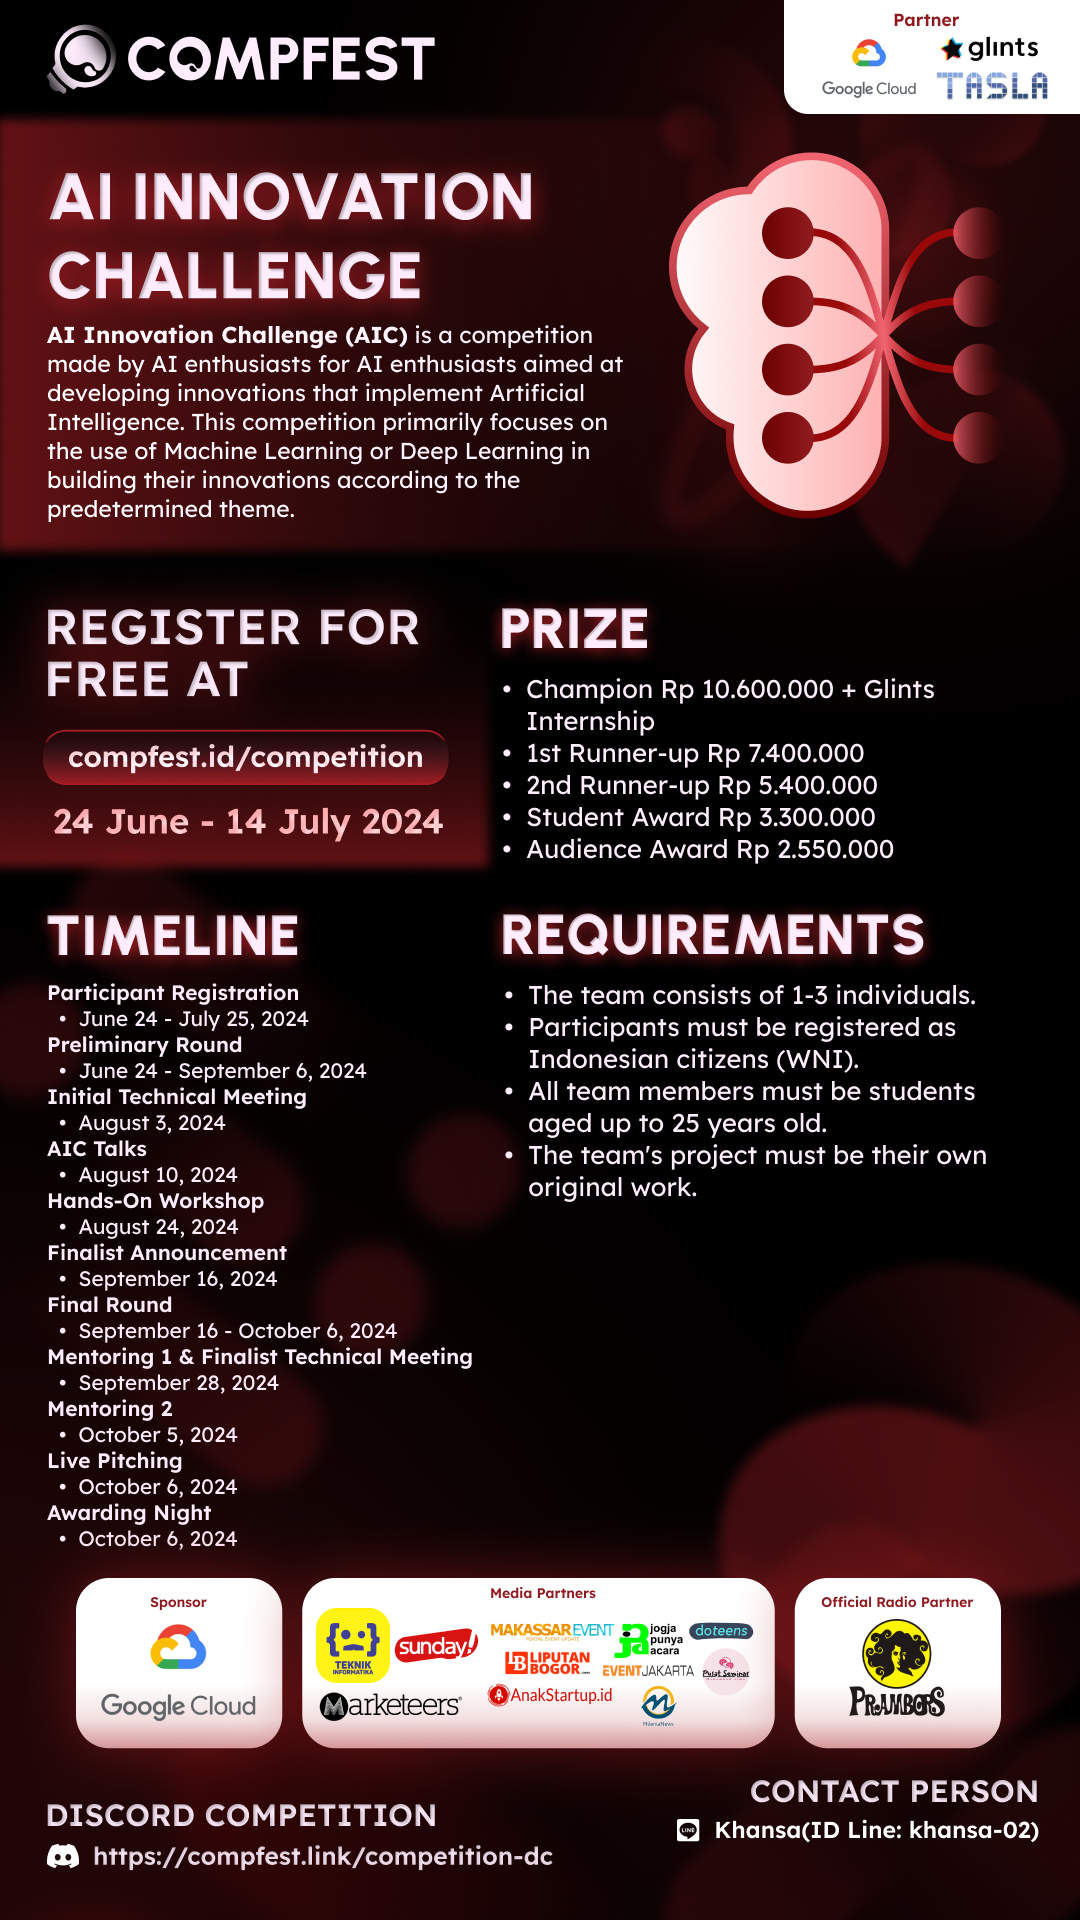 COMPFEST
Partner
Google Cloud
glints
TASLA
AI INNOVATION
CHALLENGE
AI Innovation Challenge (AIC) is a competition
made by AI enthusiasts for AI enthusiasts aimed at
developing innovations that implement Artificial
Intelligence. This competition primarily focuses on
the use of Machine Learning or Deep Learning in
building their innovations according to the
predetermined theme.
REGISTER FOR
FREE AT
compfest.id/competition
24 June - 14 July 2024
PRIZE
• Champion Rp 10.600.000 + Glints
Internship
• 1st Runner-up Rp 7.400.000
• 2nd Runner-up Rp 5.400.000
• Student Award Rp 3.300.000
• Audience Award Rp 2.550.000
TIMELINE
Participant Registration
• June 24 - July 25, 2024
Preliminary Round
• June 24 - September 6, 2024
Initial Technical Meeting
• August 3, 2024
AIC Talks
• August 10, 2024
Hands-On Workshop
• August 24, 2024
Finalist Announcement
• September 16, 2024
Final Round
• September 16 - October 6, 2024
Mentoring 1 & Finalist Technical Meeting
• September 28, 2024
Mentoring 2
• October 5, 2024
Live Pitching
• October 6, 2024
Awarding Night
• October 6, 2024
REQUIREMENTS
• The team consists of 1-3 individuals.
• Participants must be registered as
Indonesian citizens (WNI).
• All team members must be students
aged up to 25 years old.
• The team's project must be their own
original work.
Sponsor
Google Cloud
Media Partners
TEKNIK
INFORMATIKA
sunday!
MAKASSAR EVENT
PORTAL EVENT UPDATE
jogja
punya
acara
doteens
LB LIPUTAN
BOGOR.com
EVENTJAKARTA
Pusat Seminar
Marketeers
AnakStartup.id
MdamaNews
Official Radio Partner
PRAMBORS
DISCORD COMPETITION
https://compfest.link/competition-dc
CONTACT PERSON
LINE
Khansa(ID Line: khansa-02)